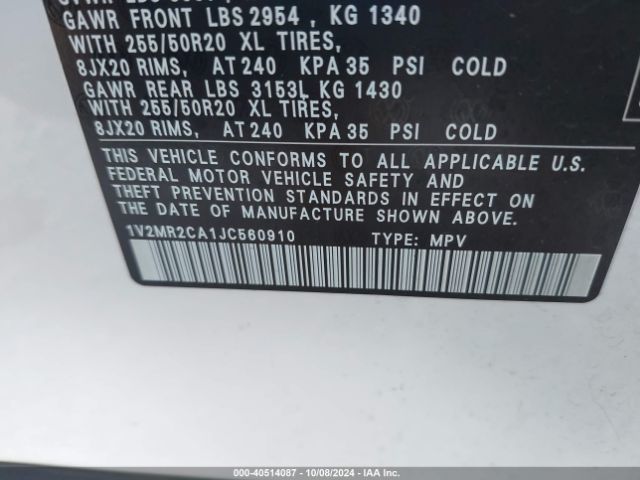 GAWR FRONT LBS 2954 , KG 1340
WITH 255/50R20 XL TIRES,
8JX20 RIMS, AT 240 KPA 35 PSI COLD
GAWR REAR LBS 3153L KG 1430
WITH 255/50R20 XL TIRES,
8JX20 RIMS, AT 240 KPA 35 PSI COLD
THIS VEHICLE CONFORMS TO ALL APPLICABLE U.S.
FEDERAL MOTOR VEHICLE SAFETY AND
THEFT PREVENTION STANDARDS IN EFFECT ON
THE DATE OF MANUFACTURE SHOWN ABOVE.
1V2MR2CA1JC560910 TYPE: MPV
000-40514087 - 10/08/2024 - IAA Inc.